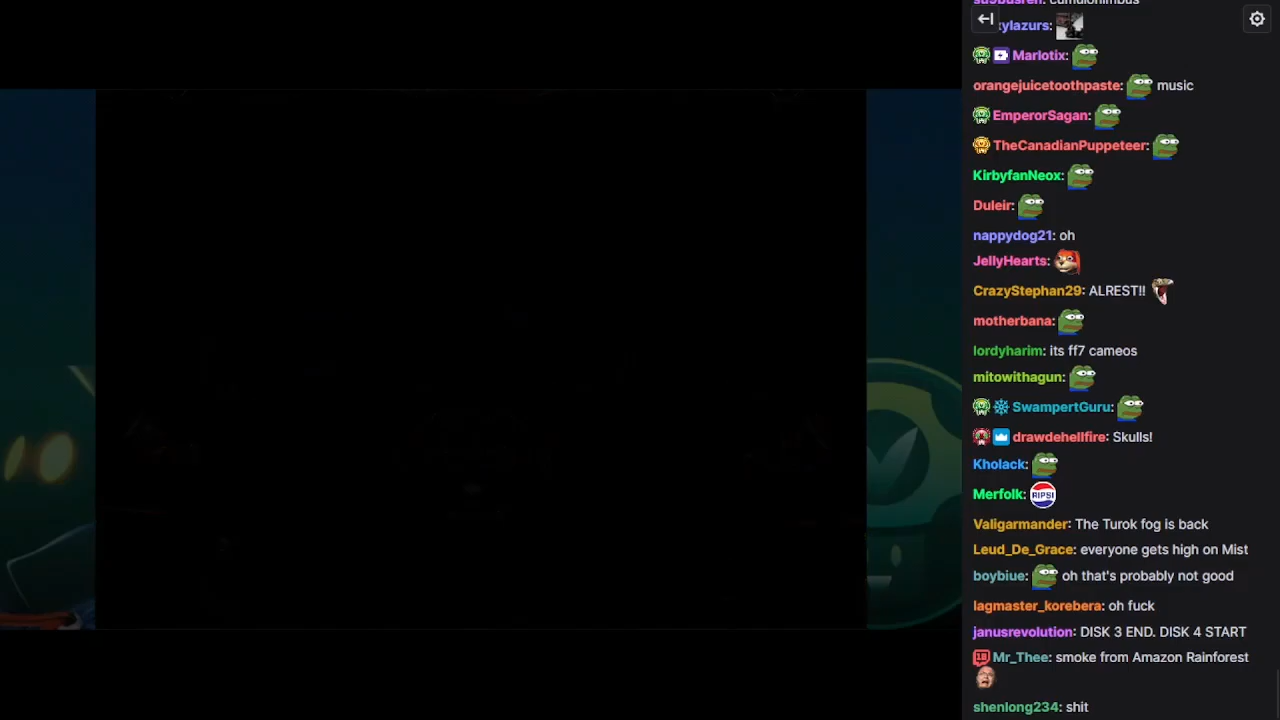 ylazurs:
Marlotix:
orangejuicetoothpaste: music
EmperorSagan:
TheCanadianPuppeteer:
KirbyfanNeox:
Duleir:
nappydog21: oh
JellyHearts:
CrazyStephan29: ALREST!!
motherbana:
lordyharim: its ff7 cameos
mitowithagun:
SwampertGuru:
drawdehellfire: Skulls!
Kholack:
Merfolk: RIPSI
Valigarmander: The Turok fog is back
Leud_De_Grace: everyone gets high on Mist
boybiue: oh that's probably not good
lagmaster_korebera: oh fuck
janusrevolution: DISK 3 END. DISK 4 START
Mr_Thee: smoke from Amazon Rainforest
shenlong234: shit